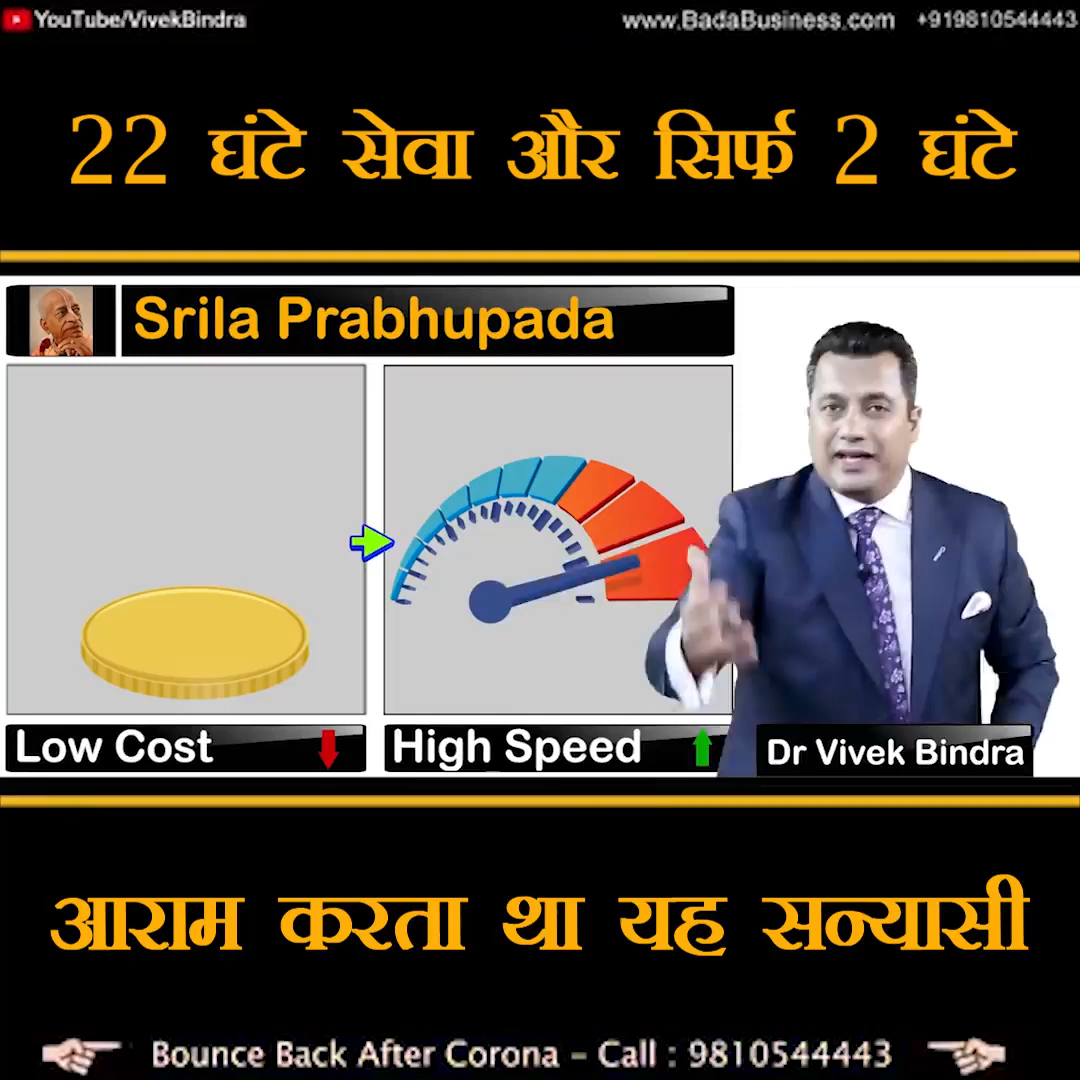 YouTube/VivekBindra
www.BadaBusiness.com +919810544443
22 घंटे सेवा और सिर्फ 2 घंटे
Srila Prabhupada
Low Cost
High Speed
Dr Vivek Bindra
आराम करता था यह सन्यासी
Bounce Back After Corona – Call : 9810544443